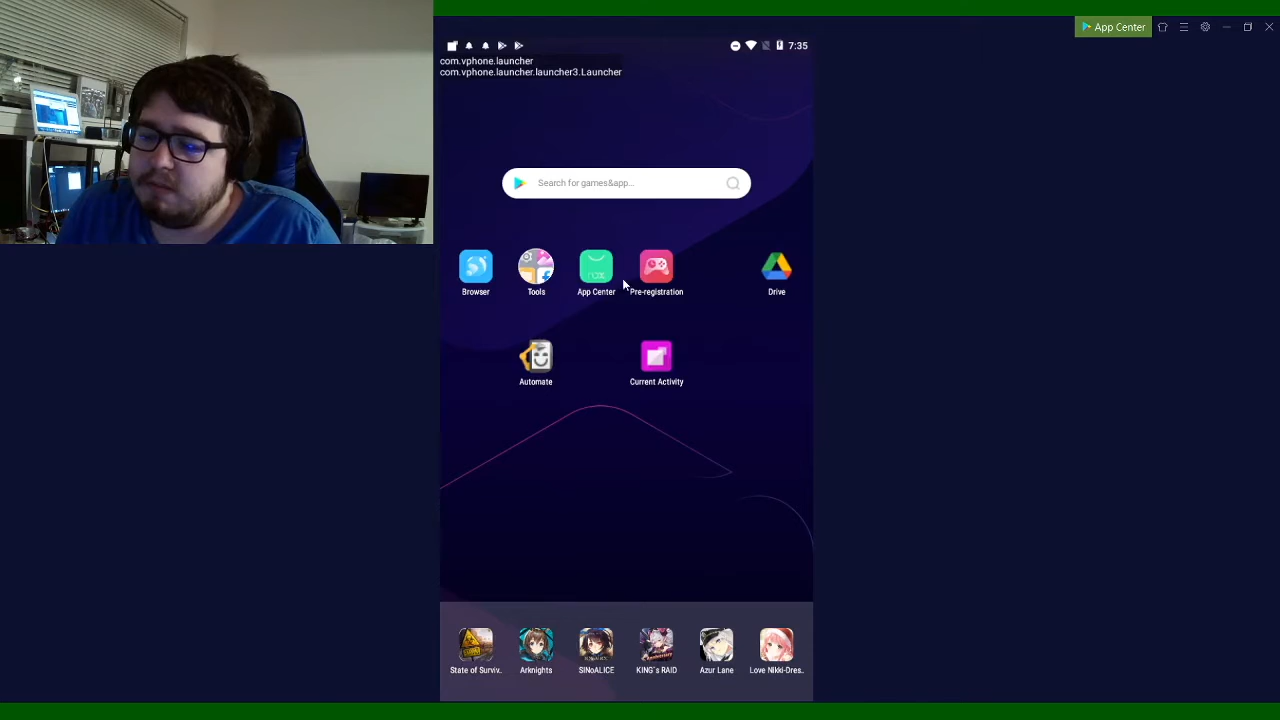 App Center
7:35
com.vphone.launcher
com.vphone.launcher.launcher3.Launcher
Search for games&app...
Browser
Tools
nox
App Center
Pre-registration
Drive
Automate
Current Activity
State of Surviv..
Arknights
SINoALICE
KING's RAID
Azur Lane
Love Nikki-Dres..